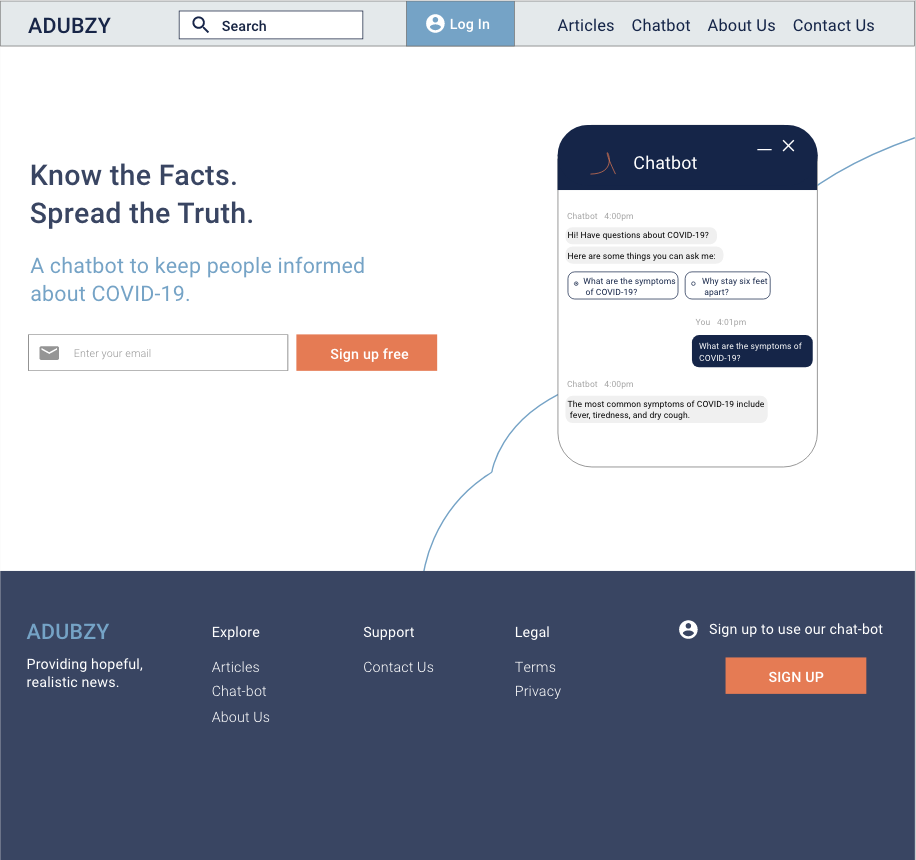 ADUBZY
Search
Log In
Articles
Chatbot
About Us
Contact Us
Know the Facts.
Spread the Truth.
A chatbot to keep people informed
about COVID-19.
Enter your email
Sign up free
Chatbot
Chatbot 4:00pm
Hi! Have questions about COVID-19?
Here are some things you can ask me:
What are the symptoms
of COVID-19?
Why stay six feet
apart?
You 4:01pm
What are the symptoms of
COVID-19?
Chatbot 4:00pm
The most common symptoms of COVID-19 include
fever, tiredness, and dry cough.
ADUBZY
Providing hopeful,
realistic news.
Explore
Articles
Chat-bot
About Us
Support
Contact Us
Legal
Terms
Privacy
Sign up to use our chat-bot
SIGN UP